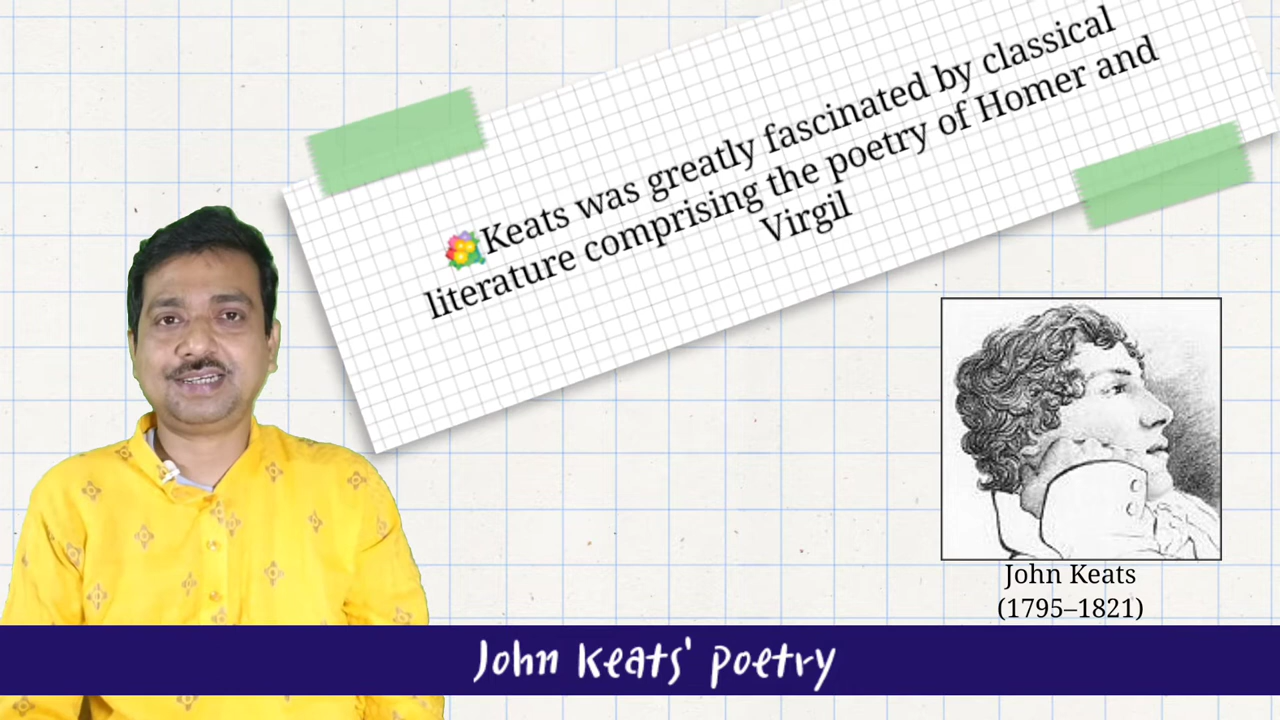 💐Keats was greatly fascinated by classical
literature comprising the poetry of Homer and
Virgil
John Keats
(1795–1821)
John Keats' poetry